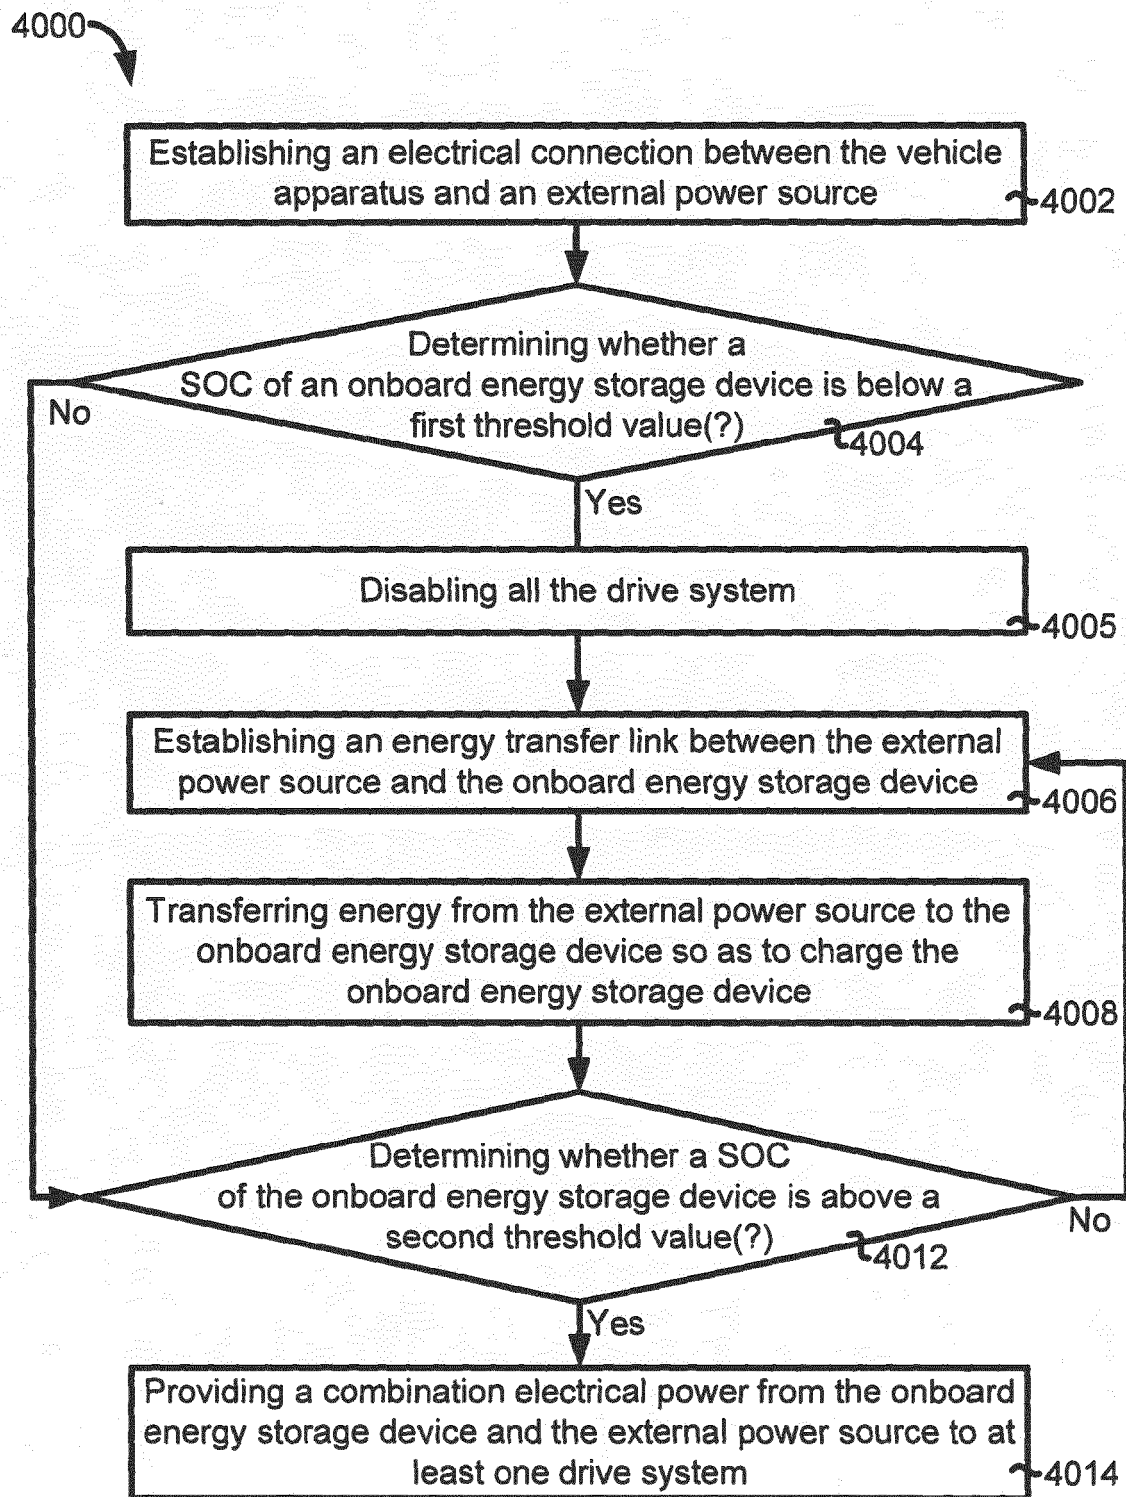 4000
Establishing an electrical connection between the vehicle
apparatus and an external power source
4002
Determining whether a
SOC of an onboard energy storage device is below a
first threshold value(?)
4004
No
Yes
Disabling all the drive system
4005
Establishing an energy transfer link between the external
power source and the onboard energy storage device
4006
Transferring energy from the external power source to the
onboard energy storage device so as to charge the
onboard energy storage device
4008
Determining whether a SOC
of the onboard energy storage device is above a
second threshold value(?)
4012
No
Yes
Providing a combination electrical power from the onboard
energy storage device and the external power source to at
least one drive system
4014